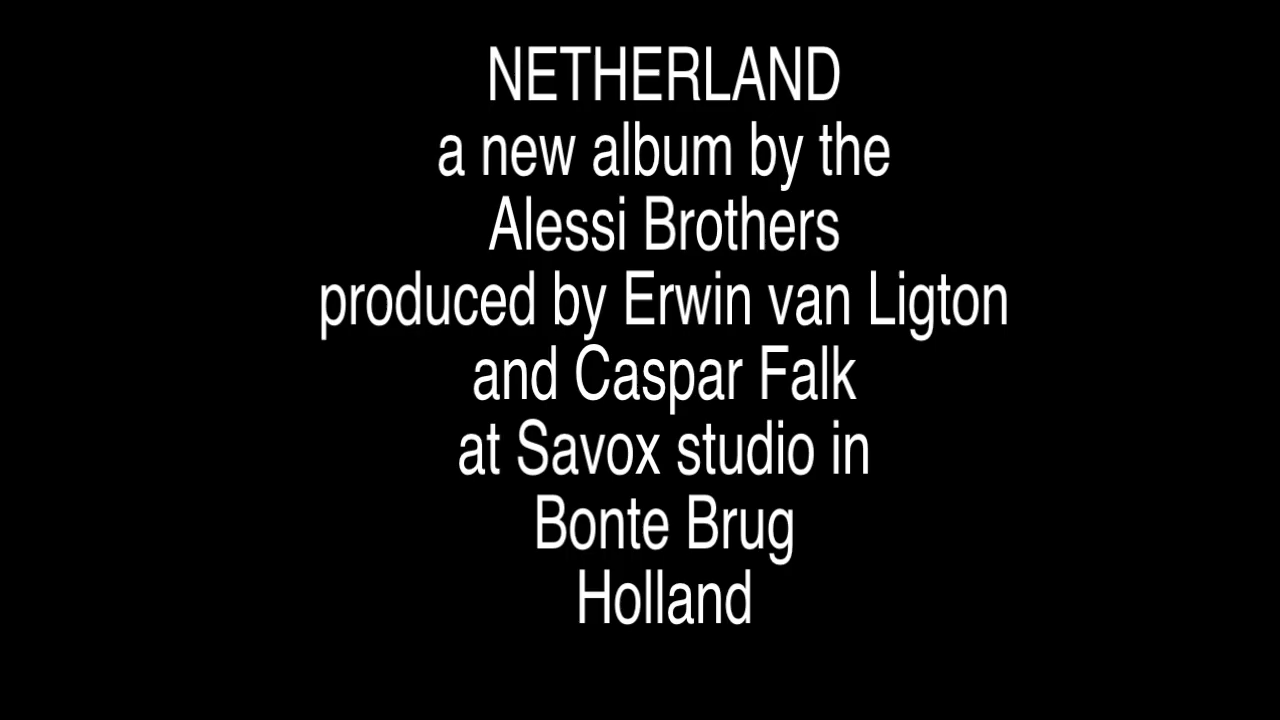 NETHERLAND
a new album by the
Alessi Brothers
produced by Erwin van Ligton
and Caspar Falk
at Savox studio in
Bonte Brug
Holland